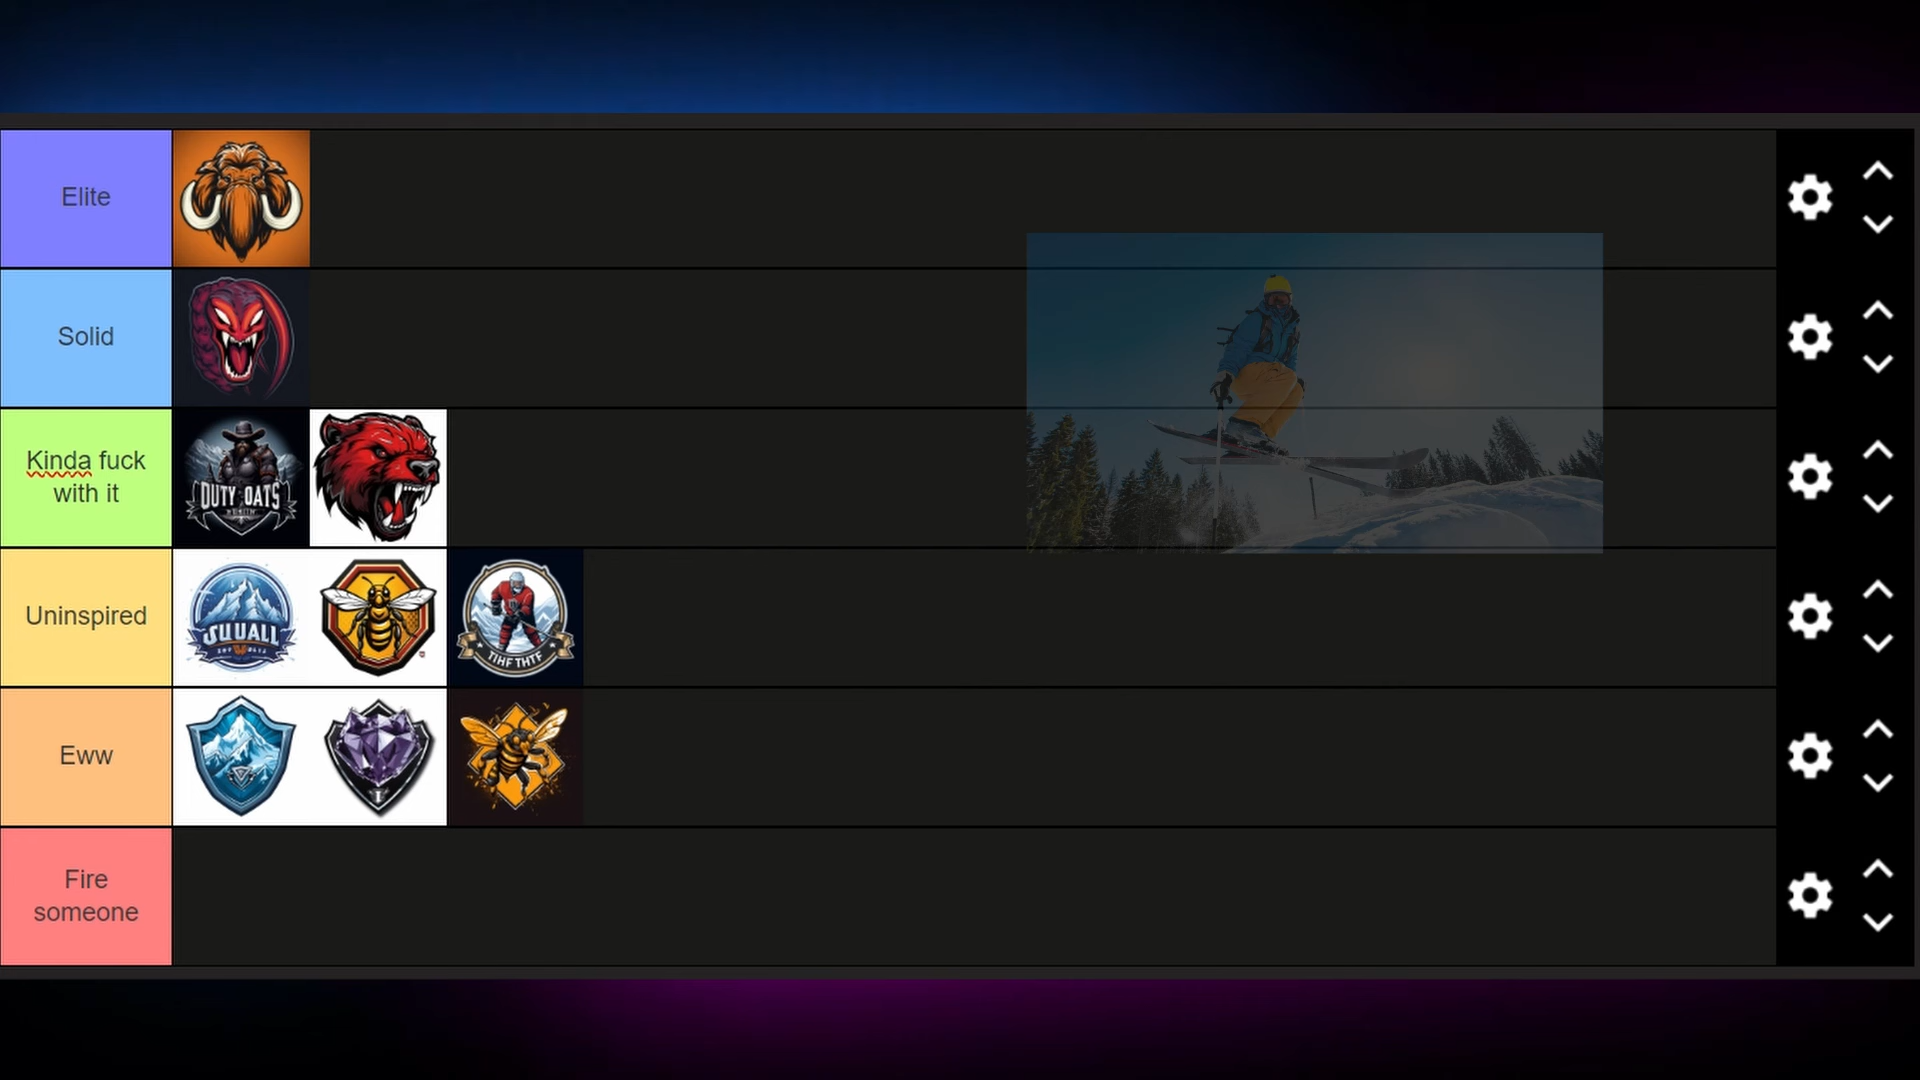 Elite
Solid
Kinda fuck
with it
DUTY OATS
Uninspired
SUUALL
TIHF THTF
Eww
Fire
someone